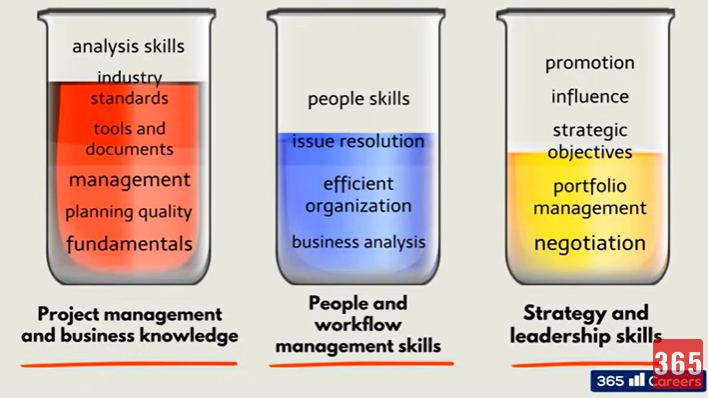 analysis skills
industry
standards
tools and
documents
management
planning quality
fundamentals
Project management
and business knowledge
people skills
issue resolution
efficient
organization
business analysis
People and
workflow
management skills
promotion
influence
strategic
objectives
portfolio
management
negotiation
Strategy and
leadership skills
365
365 Careers